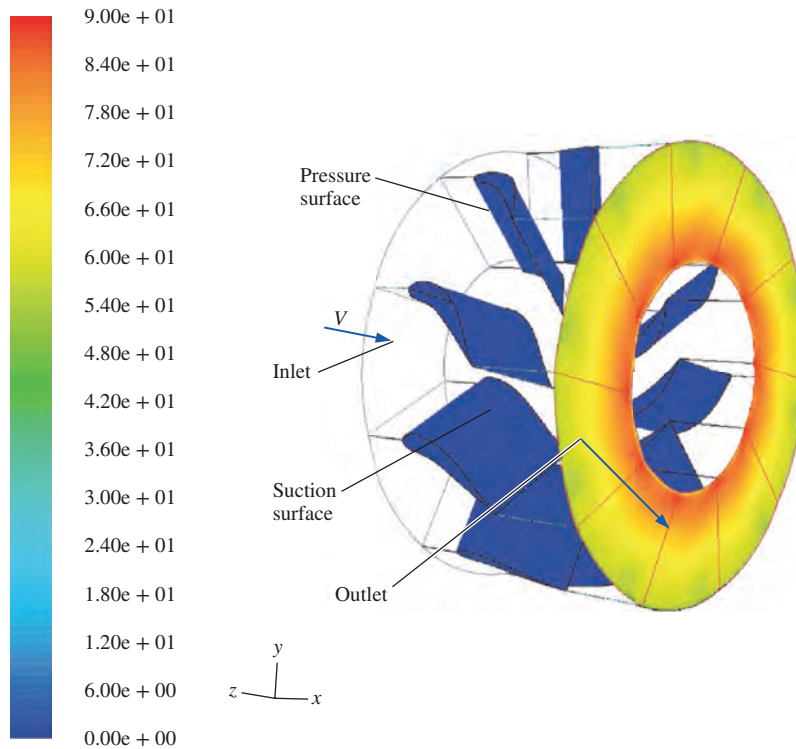 9.00e + 01
8.40e + 01
7.80e + 01
7.20e + 01
6.60e + 01
6.00e + 01
5.40e + 01
4.80e + 01
4.20e + 01
3.60e + 01
3.00e + 01
2.40e + 01
1.80e + 01
1.20e + 01
6.00e + 00
0.00e + 00
Pressure
surface
V
Inlet
Suction
surface
Outlet
y
z
x